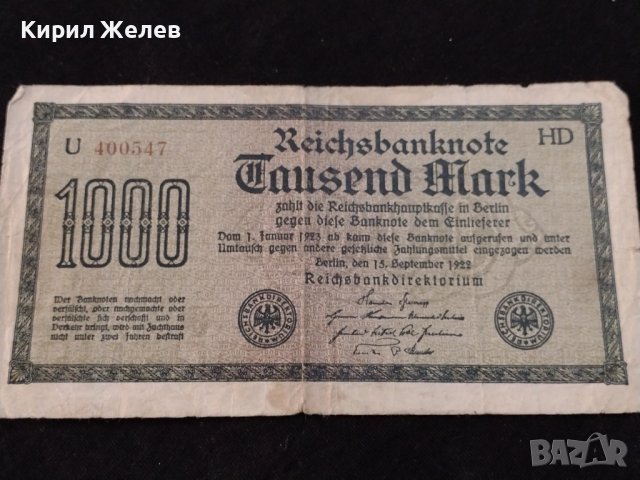 Кирил Желев
U 400547
HD
Reichsbanknote
Tausend Mark
1000
zahlt die Reichsbankhauptkasse in Berlin
gegen diese Banknote dem Einlieferer
Vom 1. Januar 1923 ab kann diese Banknote aufgerufen und unter
Umtausch gegen andere gesetzliche Zahlungsmittel eingezogen werden
Berlin, den 15. September 1922
Reichsbankdirektorium
Wer Banknoten nachmacht oder
verfälscht, oder nachgemachte oder
verfälschte sich verschafft und in
Verkehr bringt, wird mit Zuchthaus
nicht unter zwei Jahren bestraft
REICHSBANKDIREKTORIUM
REICHSBANKDIREKTORIUM
BAZAR